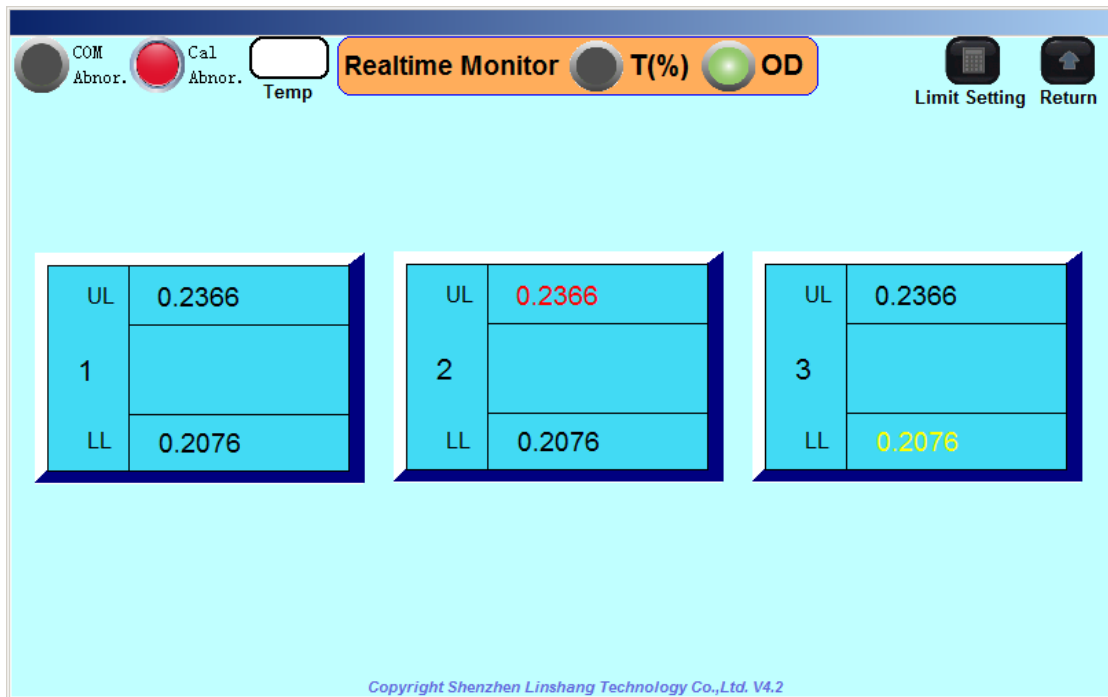 COM Abnor.
Cal Abnor.
Temp
Realtime Monitor T(%) OD
Limit Setting
Return
UL 0.2366
1
LL 0.2076
UL 0.2366
2
LL 0.2076
UL 0.2366
3
LL 0.2076
Copyright Shenzhen Linshang Technology Co.,Ltd. V4.2